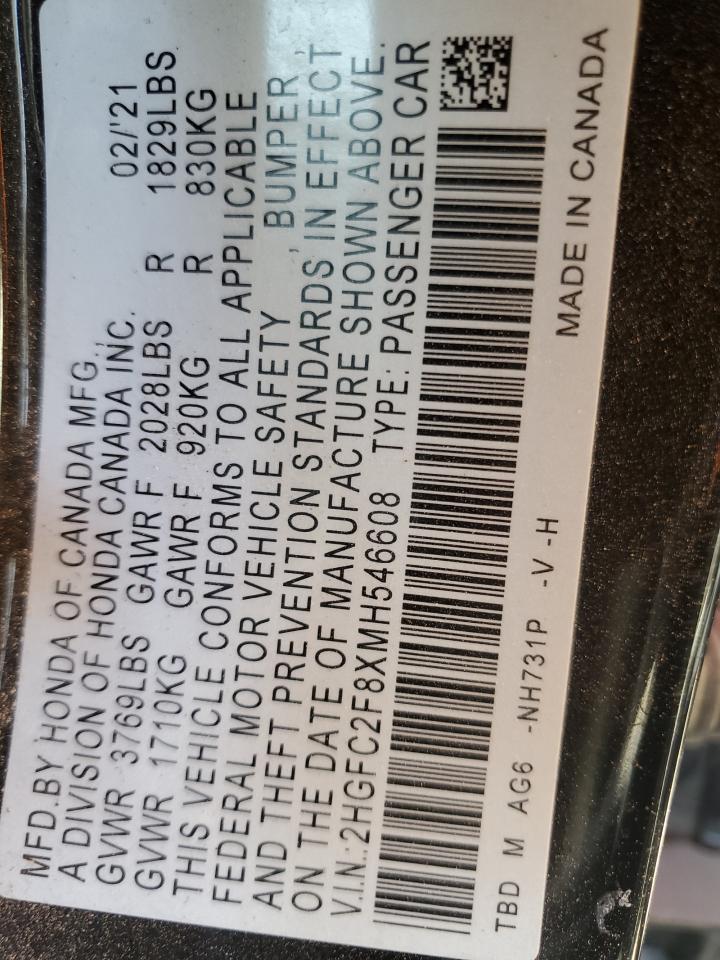 MFD.BY HONDA OF CANADA MFG.,
A DIVISION OF HONDA CANADA INC. 02/'21
GVWR 3769LBS GAWR F 2028LBS R 1829LBS
GVWR 1710KG GAWR F 920KG R 830KG
THIS VEHICLE CONFORMS TO ALL APPLICABLE
FEDERAL MOTOR VEHICLE SAFETY , BUMPER ,
AND THEFT PREVENTION STANDARDS IN EFFECT
ON THE DATE OF MANUFACTURE SHOWN ABOVE.
V.I.N.:2HGFC2F8XMH546608 TYPE: PASSENGER CAR
TBD M AG6 -NH731P -V -H
MADE IN CANADA